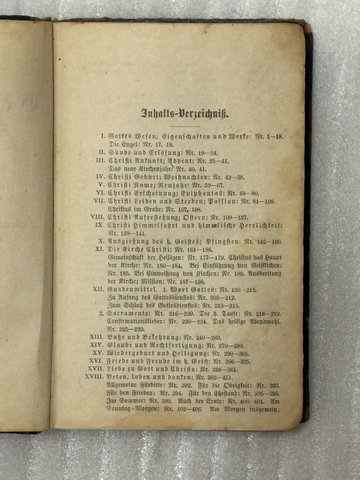 Inhalts-Verzeichniß.
I. Gottes Wesen, Eigenschaften und Werke: Nr. 1—18.
Die Engel: Nr. 17. 18.
II. Sünde und Erlösung: Nr. 19—24.
III. Christi Ankunft; Advent: Nr. 25—41.
Das neue Kirchenjahr: Nr. 40. 41.
IV. Christi Geburt; Weihnachten: Nr. 42—58.
V. Christi Name; Neujahr: Nr. 59—67.
VI. Christi Erscheinung; Epiphanias: Nr. 68—80.
VII. Christi Leiden und Sterben; Passion: Nr. 81—108.
Christus im Grabe: Nr. 107. 108.
VIII. Christi Auferstehung; Ostern: Nr. 109—127.
IX. Christi Himmelfahrt und himmlische Herrlichkeit:
Nr. 128—141.
X. Ausgießung des h. Geistes; Pfingsten: Nr. 142—160.
XI. Die Kirche Christi: Nr. 161—198.
Gemeinschaft der Heiligen: Nr. 177—179. Christus das Haupt
der Kirche: Nr. 180—184. Bei Einführung von Geistlichen:
Nr. 185. Bei Einweihung von Kirchen: Nr. 186. Ausbreitung
der Kirche; Mission: Nr. 187—198.
XII. Gnadenmittel. 1. Wort Gottes: Nr. 199—215.
Zu Anfang des Gottesdienstes: Nr. 205—212.
Zum Schluß des Gottesdienstes: Nr. 213—215.
2. Sacramente: Nr. 216—239. Die h. Taufe: Nr. 216—219.
Confirmationslieder: Nr. 220—224. Das heilige Abendmahl.
Nr. 225—239.
XIII. Buße und Bekehrung: Nr. 240—269.
XIV. Glaube und Rechtfertigung: Nr. 270—289.
XV. Wiedergeburt und Heiligung: Nr. 290—305.
XVI. Friede und Freude im h. Geist: Nr. 306—325.
XVII. Liebe zu Gott und Christo: Nr. 326—361.
XVIII. Beten, loben und danken: Nr. 362—451.
Allgemeine Fürbitte: Nr. 392. Für die Obrigkeit: Nr. 393.
Für den Frieden: Nr. 394. Für den Ehestand: Nr. 395—398.
Im Sommer: Nr. 399. Nach der Ernte: Nr. 400. 401. Am
Sonntag-Morgen: Nr. 402—406. Am Morgen insgemein: